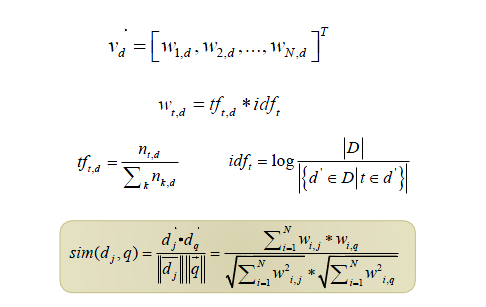 v_d = [w_{1,d}, w_{2,d}, ..., w_{N,d}]^T
w_{t,d} = tf_{t,d} * idf_t
tf_{t,d} = n_{t,d} / ∑_k n_{k,d}    idf_t = log |D| / |{d' ∈ D | t ∈ d'}|
sim(d_j, q) = d_j • d_q / ‖d_j‖ ‖q‖ = ∑_{i=1}^N w_{i,j} * w_{i,q} / √(∑_{i=1}^N w²_{i,j}) * √(∑_{i=1}^N w²_{i,q})